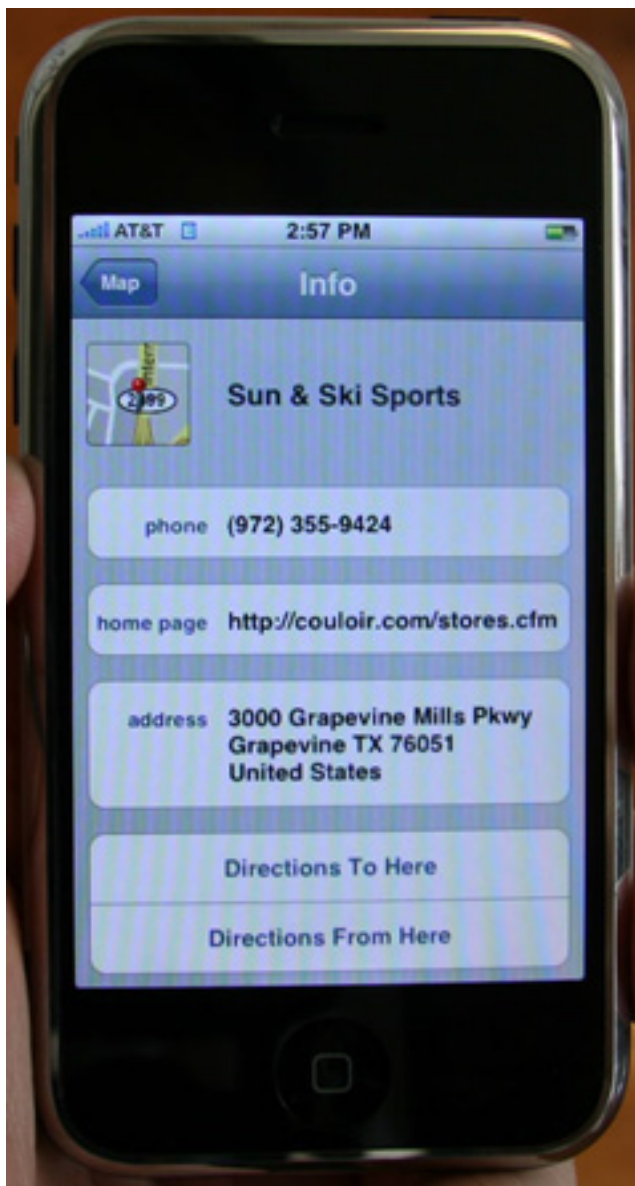 AT&T E 2:57 PM
Map Info
Sun & Ski Sports
phone (972) 355-9424
home page http://couloir.com/stores.cfm
address 3000 Grapevine Mills Pkwy
Grapevine TX 76051
United States
Directions To Here
Directions From Here